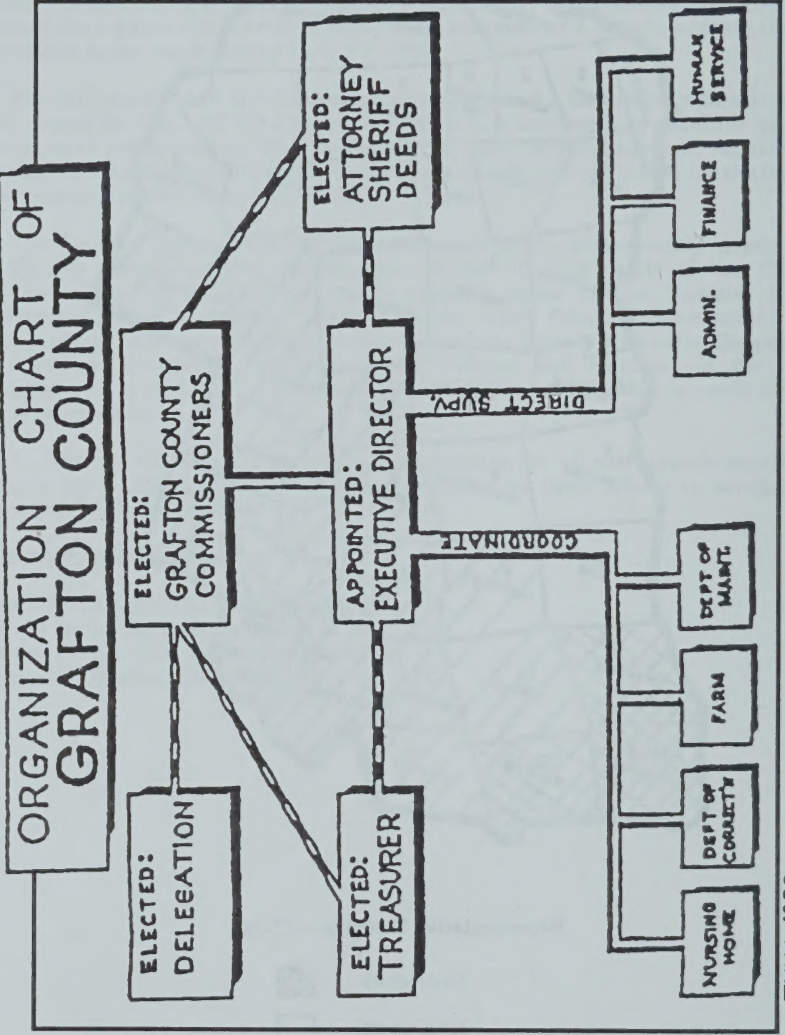 ORGANIZATION CHART OF
GRAFTON COUNTY
ELECTED:
DELEGATION
ELECTED:
GRAFTON COUNTY
COMMISSIONERS
ELECTED:
ATTORNEY
SHERIFF
DEEDS
ELECTED:
TREASURER
APPOINTED:
EXECUTIVE DIRECTOR
COORDINATE
DIRECT SUPV.
NURSING
HOME
DEPT OF
CORRECT'N
FARM
DEPT OF
MAINT.
ADMIN.
FINANCE
HUMAN
SERVICE